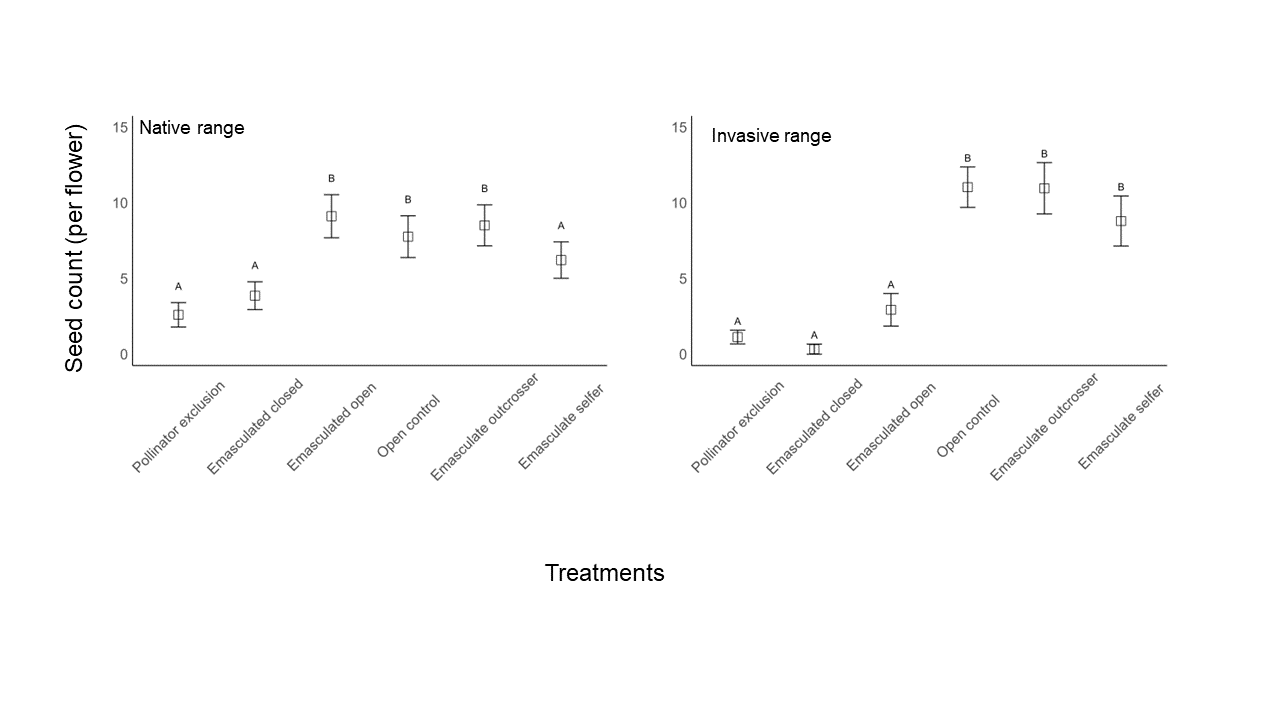 Seed count (per flower)
Native range
15
10
5
0
A
A
B
B
B
A
Pollinator exclusion
Emasculated closed
Emasculated open
Open control
Emasculate outcrosser
Emasculate selfer
Invasive range
15
10
5
0
A
A
A
B
B
B
Pollinator exclusion
Emasculated closed
Emasculated open
Open control
Emasculate outcrosser
Emasculate selfer
Treatments